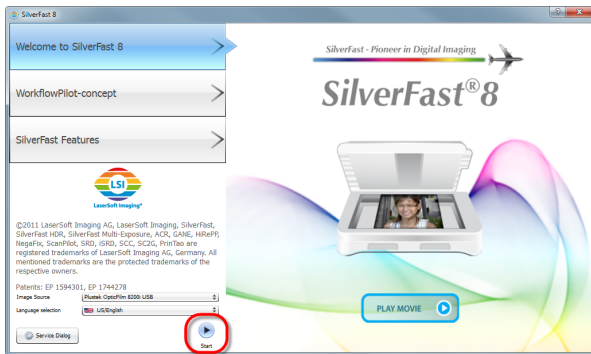 SilverFast 8
Welcome to SilverFast 8
WorkflowPilot-concept
SilverFast Features
LSI
LaserSoft Imaging®
©2011 LaserSoft Imaging AG, LaserSoft Imaging, SilverFast,
SilverFast HDR, SilverFast Multi-Exposure, ACR, GANE, HiRePP,
NegaFix, ScanPilot, SRD, iSRD, SCC, SC2G, PrinTao are
registered trademarks of LaserSoft Imaging AG, Germany. All
mentioned trademarks are the protected trademarks of the
respective owners.
Patents: EP 1594301, EP 1744278
Image Source Plustek OpticFilm 8200i USB
Language selection US/English
Service Dialog
Start
SilverFast - Pioneer in Digital Imaging
SilverFast®8
PLAY MOVIE